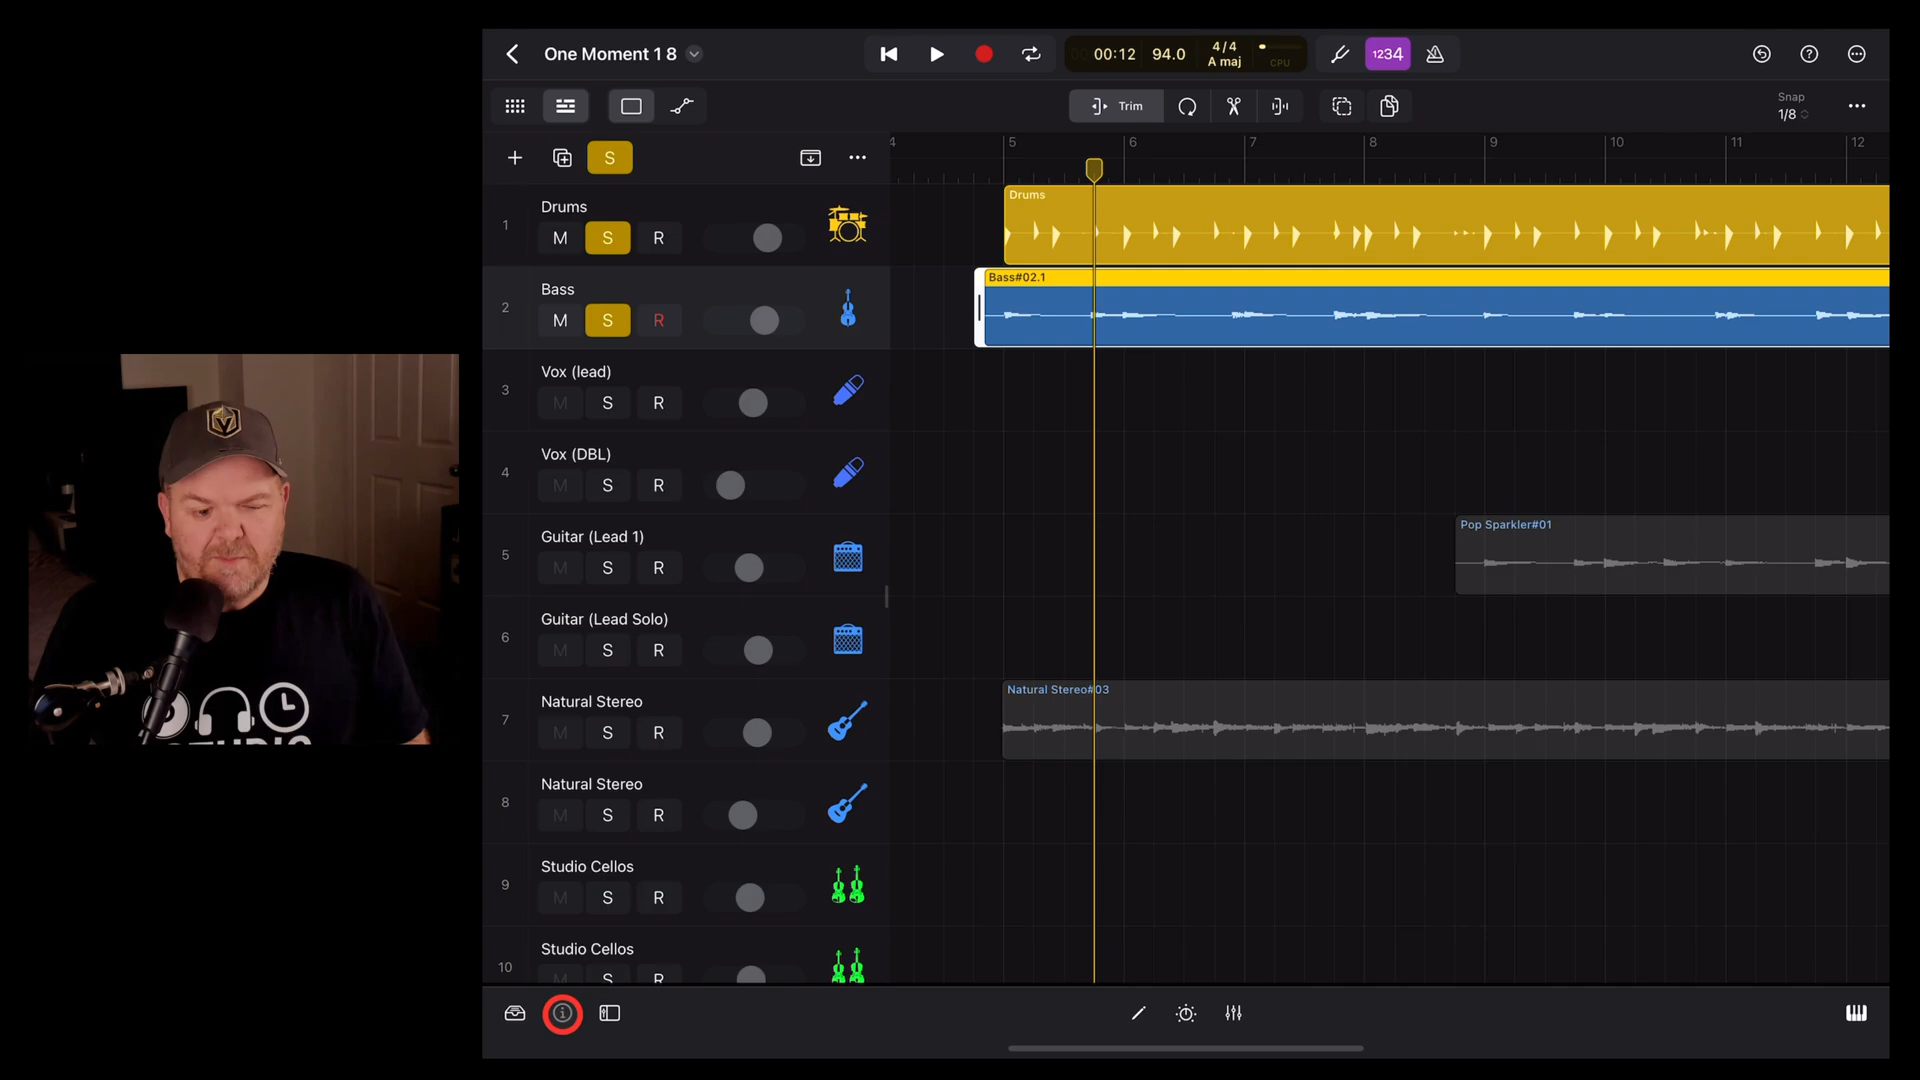 One Moment 1 8
00:12
94.0
4/4
A maj
CPU
1234
Trim
Snap
1/8
S
4
5
6
7
8
9
10
11
12
1
Drums
M
S
R
Drums
2
Bass
M
S
R
Bass#02.1
3
Vox (lead)
M
S
R
4
Vox (DBL)
M
S
R
5
Guitar (Lead 1)
M
S
R
Pop Sparkler#01
6
Guitar (Lead Solo)
M
S
R
7
Natural Stereo
M
S
R
Natural Stereo#03
8
Natural Stereo
M
S
R
9
Studio Cellos
M
S
R
10
Studio Cellos
M
S
R